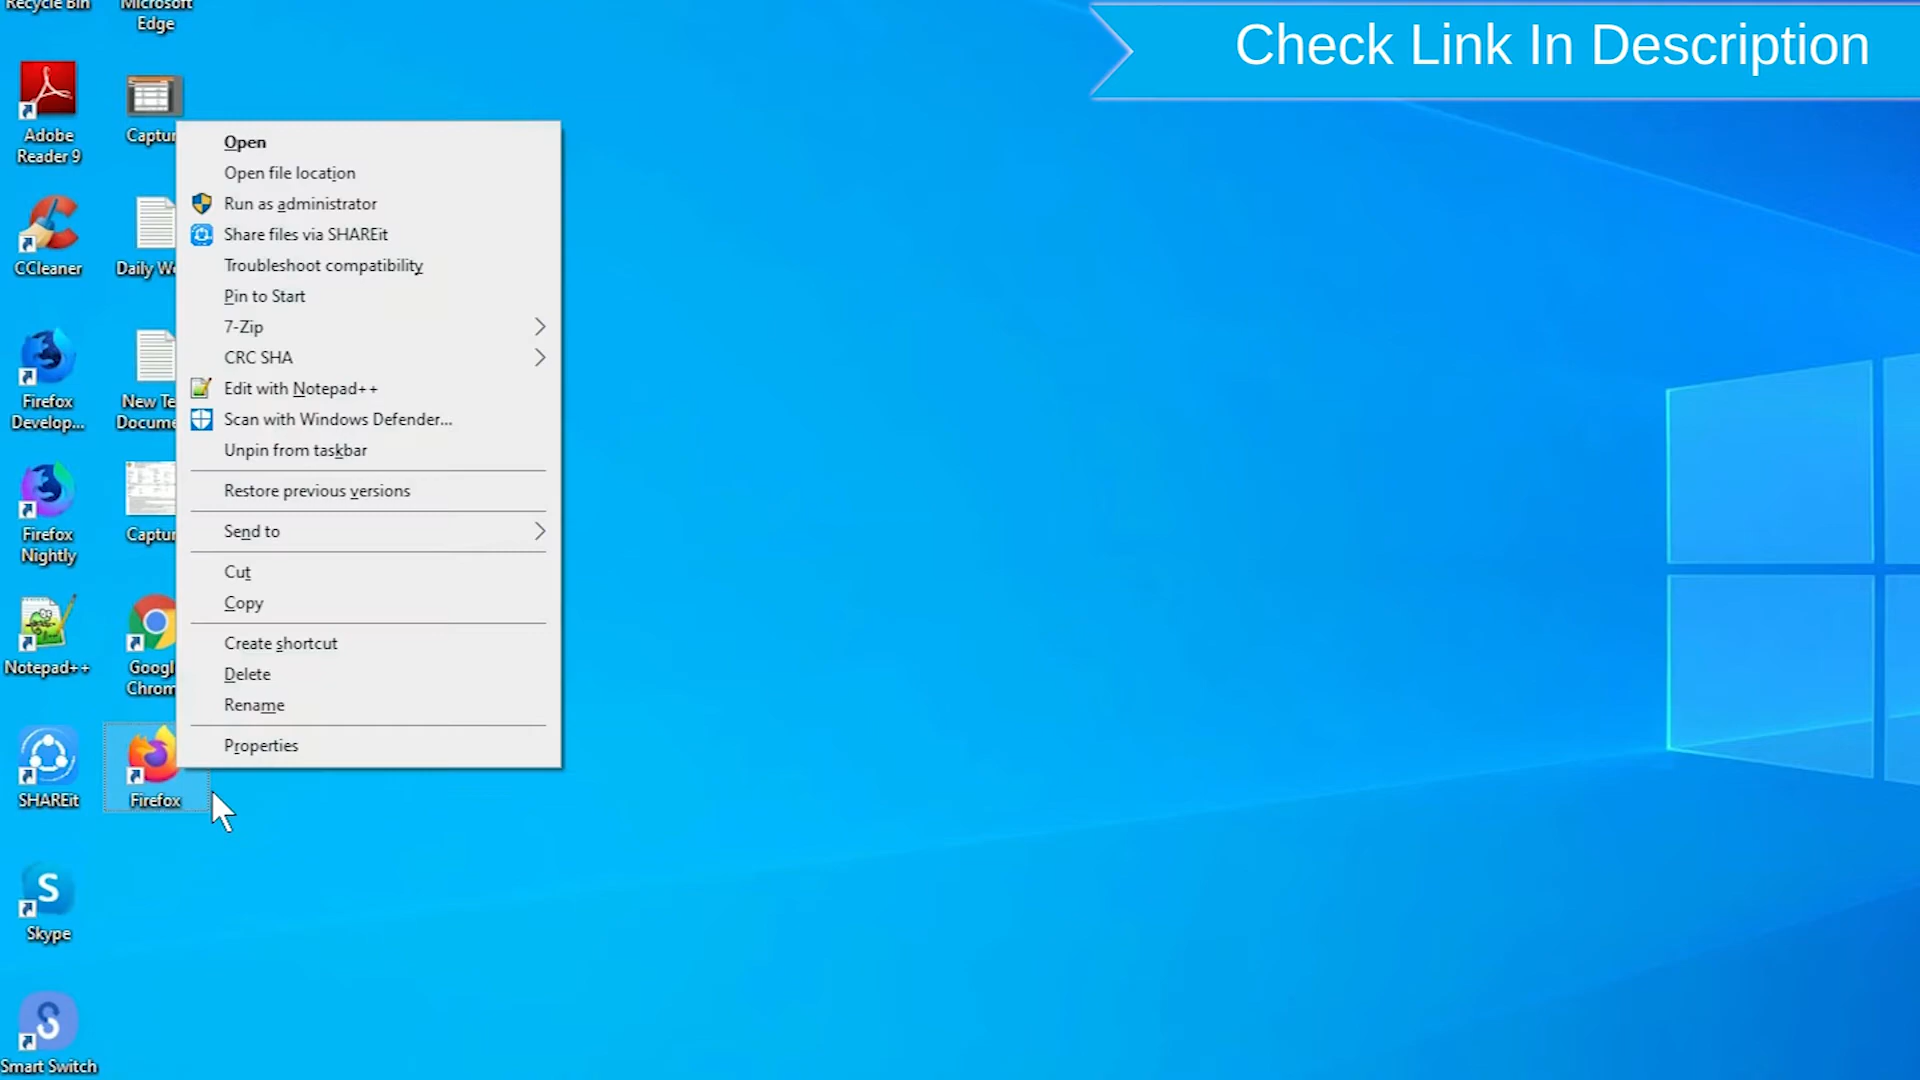 Recycle Bin
Microsoft
Edge
Check Link In Description
Adobe
Reader 9
Captur
CCleaner
Daily We
Firefox
Develop...
New Te
Docume
Firefox
Nightly
Captur
Notepad++
Googl
Chrom
SHAREit
Firefox
Skype
Smart Switch
Open
Open file location
Run as administrator
Share files via SHAREit
Troubleshoot compatibility
Pin to Start
7-Zip
CRC SHA
Edit with Notepad++
Scan with Windows Defender...
Unpin from taskbar
Restore previous versions
Send to
Cut
Copy
Create shortcut
Delete
Rename
Properties